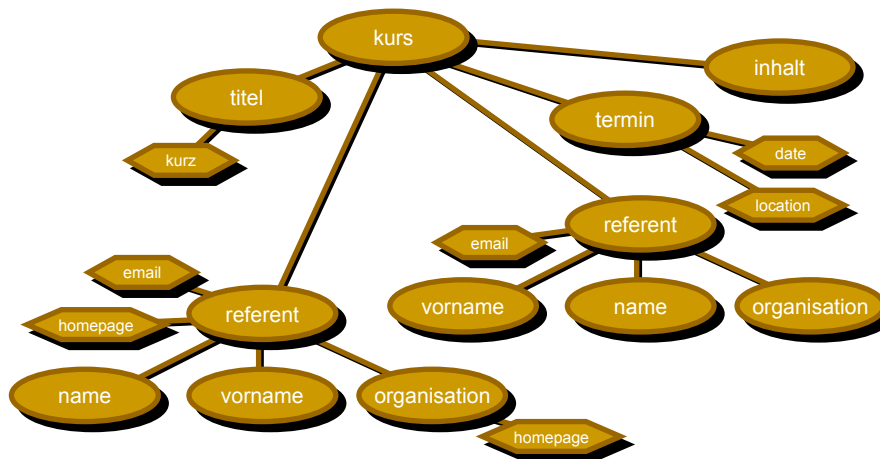 kurs
inhalt
titel
termin
kurz
date
location
referent
email
email
vorname
name
organisation
referent
homepage
name
vorname
organisation
homepage